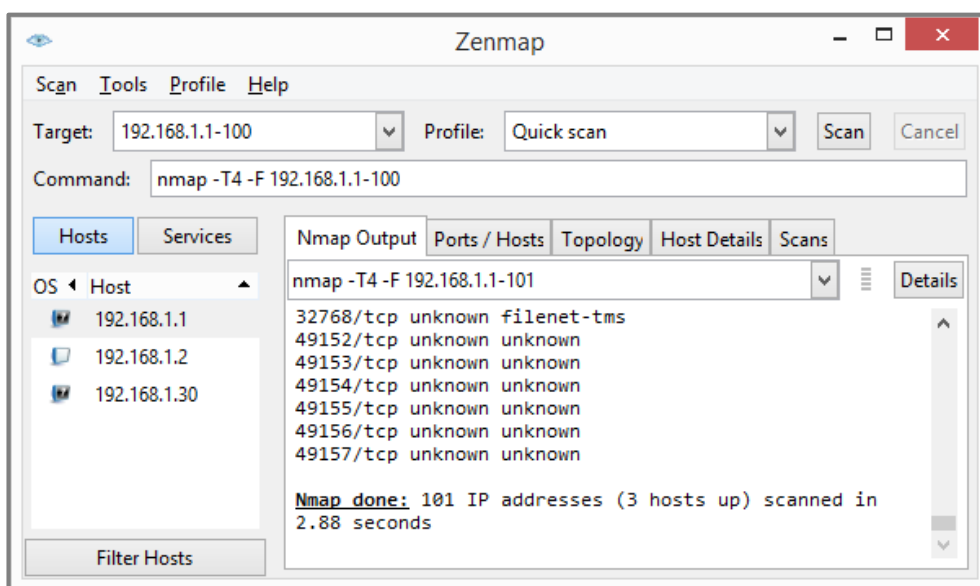 Zenmap
Scan Tools Profile Help
Target: 192.168.1.1-100 Profile: Quick scan Scan Cancel
Command: nmap -T4 -F 192.168.1.1-100
Hosts Services
OS Host
192.168.1.1
192.168.1.2
192.168.1.30
Filter Hosts
Nmap Output Ports / Hosts Topology Host Details Scans
nmap -T4 -F 192.168.1.1-101 Details
32768/tcp unknown filenet-tms
49152/tcp unknown unknown
49153/tcp unknown unknown
49154/tcp unknown unknown
49155/tcp unknown unknown
49156/tcp unknown unknown
49157/tcp unknown unknown
Nmap done: 101 IP addresses (3 hosts up) scanned in
2.88 seconds